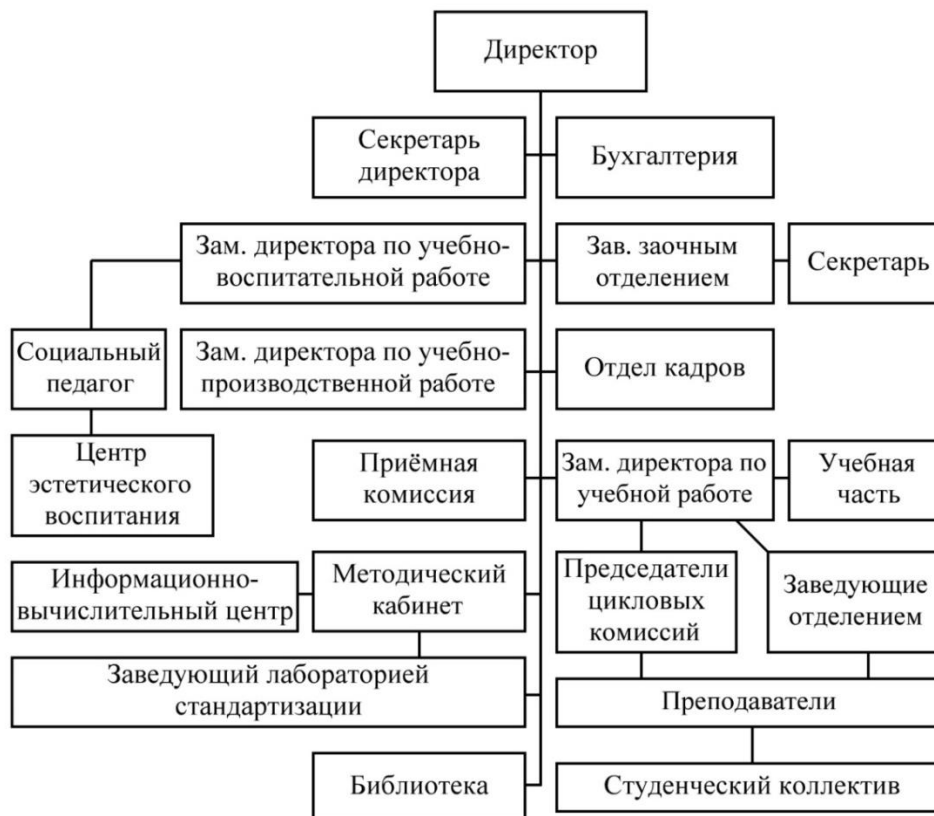 Директор
Секретарь
директора
Бухгалтерия
Зам. директора по учебно-
воспитательной работе
Зав. заочным
отделением
Секретарь
Социальный
педагог
Зам. директора по учебно-
производственной работе
Отдел кадров
Центр
эстетического
воспитания
Приёмная
комиссия
Зам. директора по
учебной работе
Учебная
часть
Информационно-
вычислительный центр
Методический
кабинет
Председатели
цикловых
комиссий
Заведующие
отделением
Заведующий лабораторией
стандартизации
Преподаватели
Библиотека
Студенческий коллектив